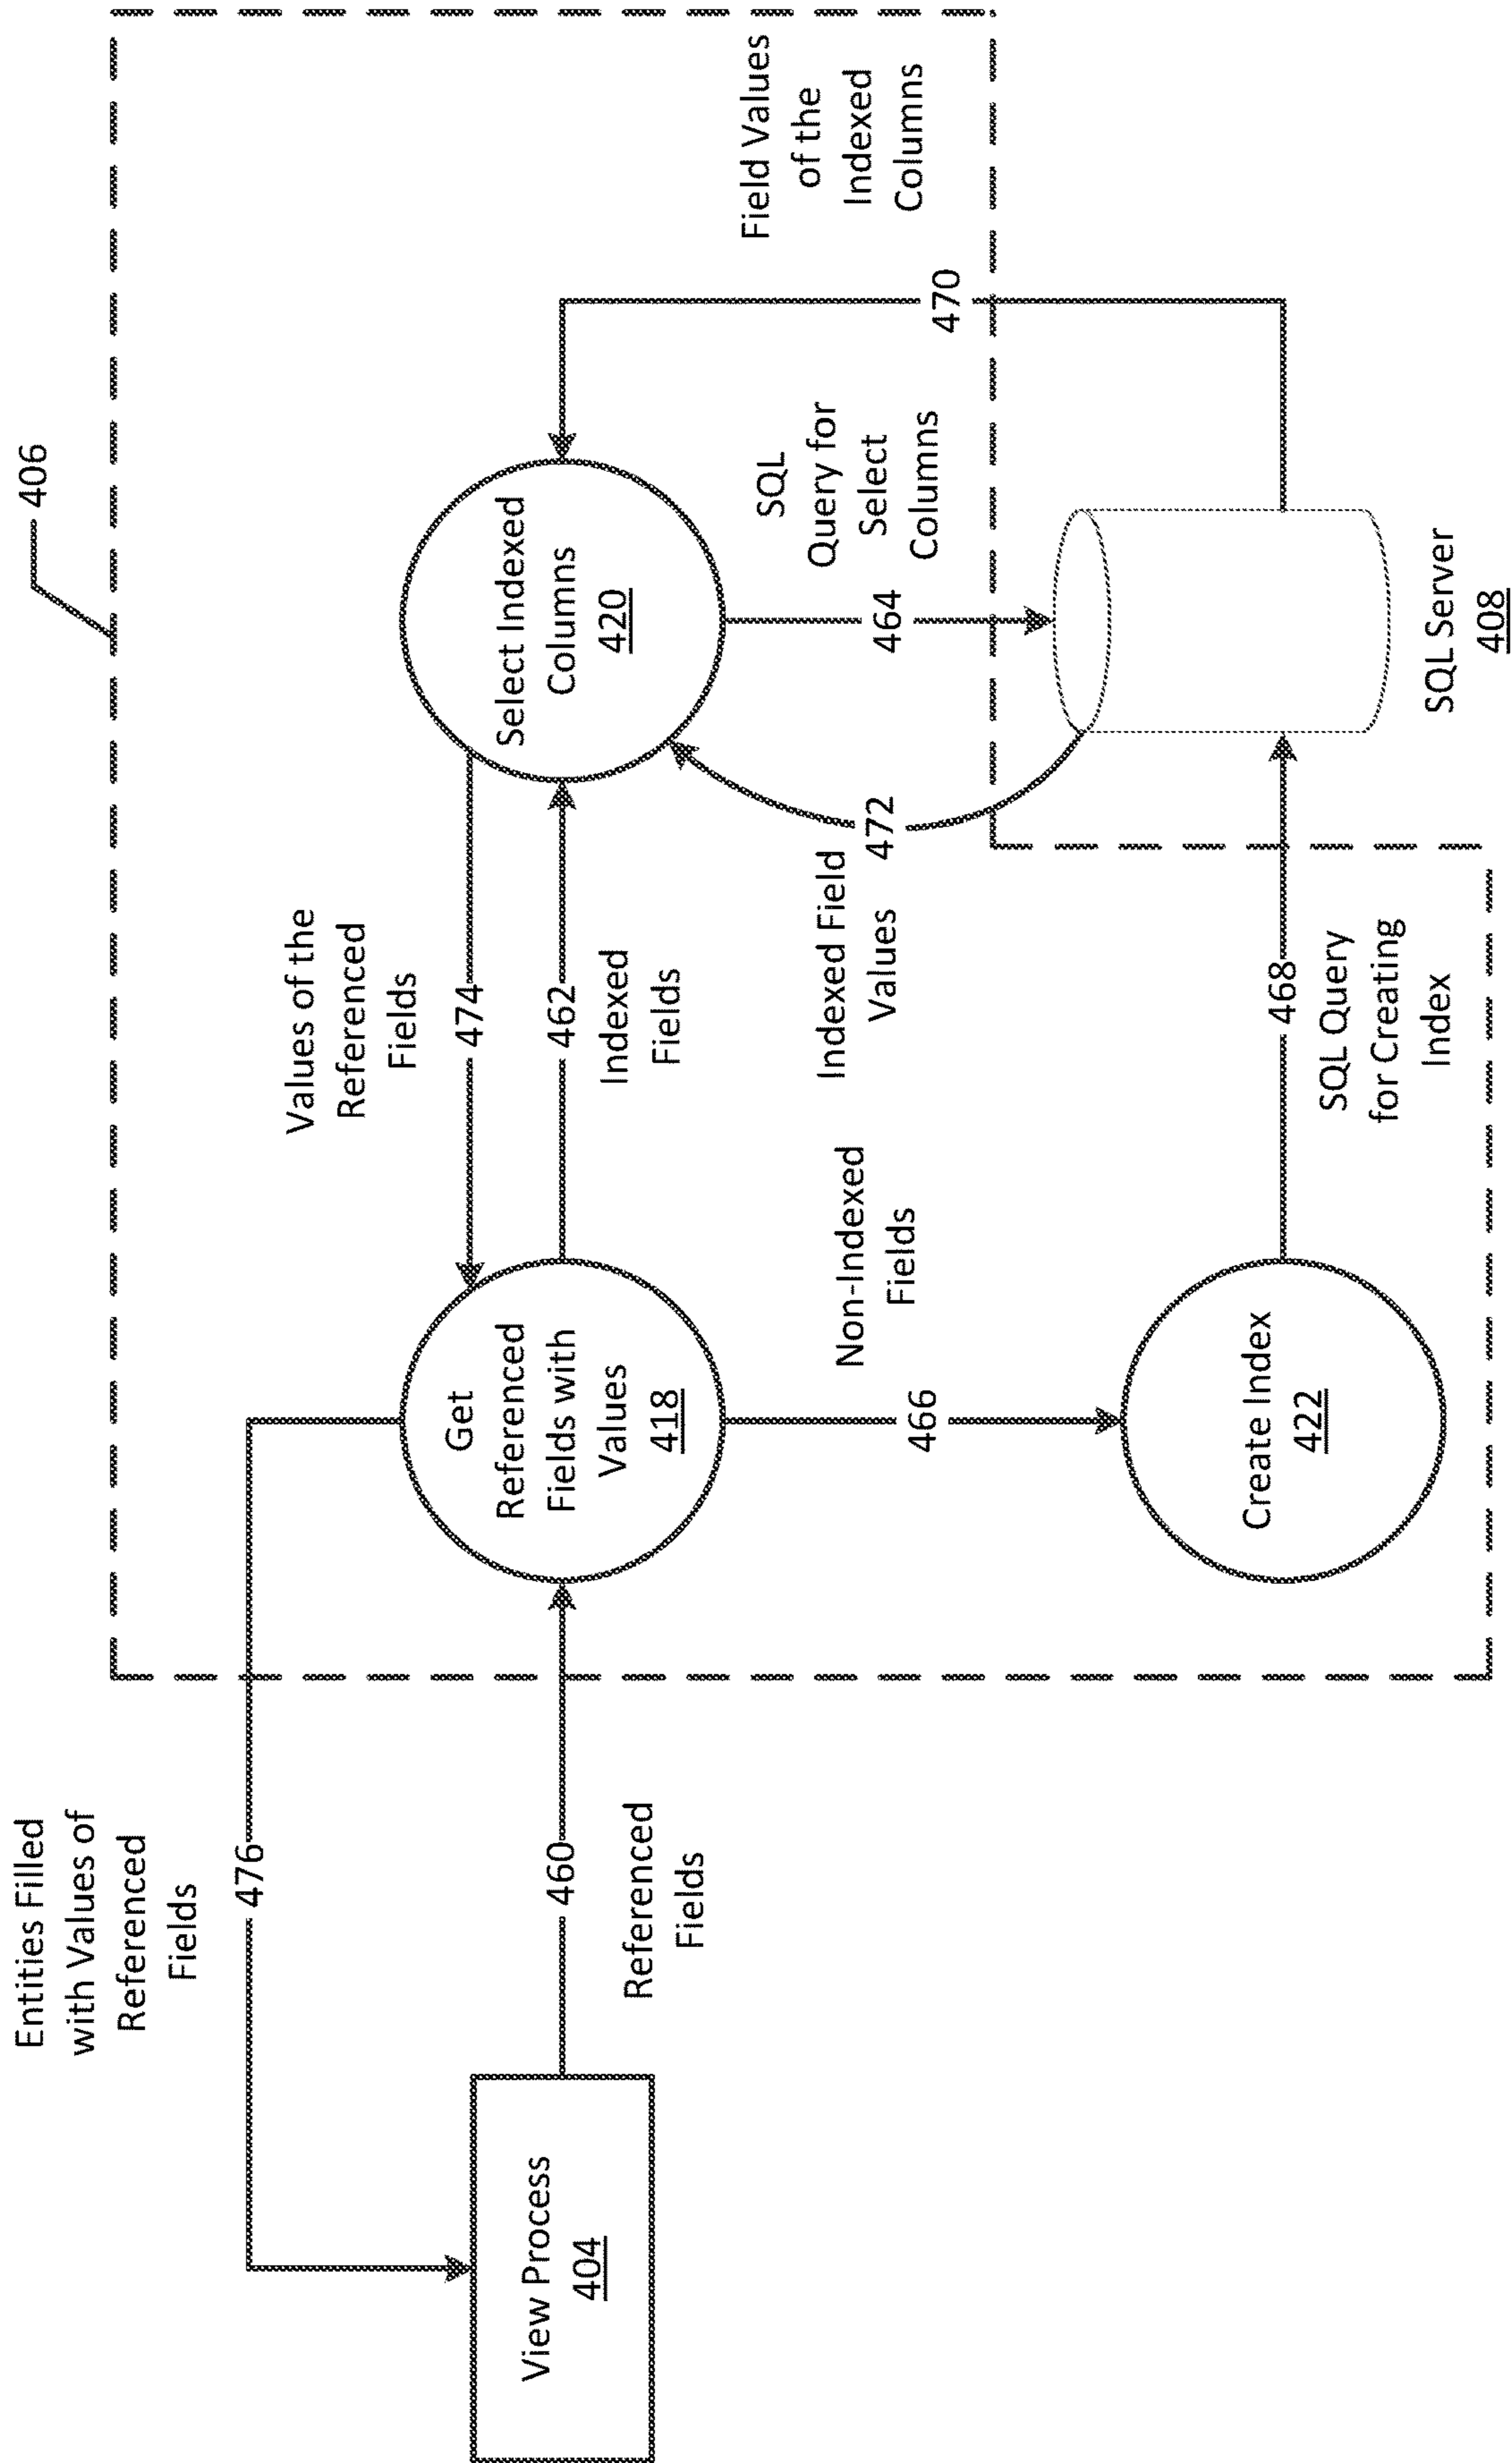 406
Entities Filled
with Values of
Referenced
Fields
476
View Process
404
460
Referenced
Fields
Get
Referenced
Fields with
Values
418
Values of the
Referenced
Fields
474
462
Indexed
Fields
Select Indexed
Columns
420
Non-Indexed
Fields
466
Indexed Field
Values
472
SQL
Query for
Select
Columns
464
Field Values
of the
Indexed
Columns
470
Create Index
422
468
SQL Query
for Creating
Index
SQL Server
408